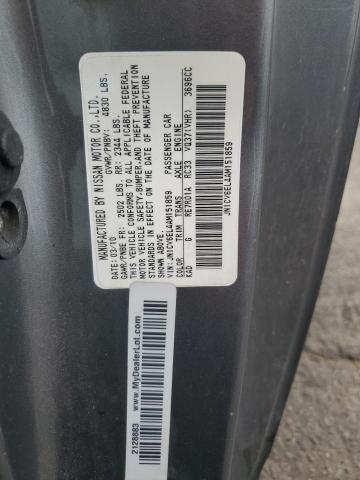 MANUFACTURED BY NISSAN MOTOR CO.,LTD.
DATE: 03/10 GVWR/PNBV: 4830 LBS.
GAWR/PNBE FR: 2502 LBS. RR: 2344 LBS.
THIS VEHICLE CONFORMS TO ALL APPLICABLE FEDERAL
MOTOR VEHICLE SAFETY,BUMPER,AND THEFT PREVENTION
STANDARDS IN EFFECT ON THE DATE OF MANUFACTURE
SHOWN ABOVE.
VIN:JN1CV6EL4AM151859 PASSENGER CAR
COLOR TRIM TRANS AXLE ENGINE
KAD G RE7R01A RC33 VQ37(VHR) 3696CC
JN1CV6EL4AM151859
www.MyDealerLot.com
2128883